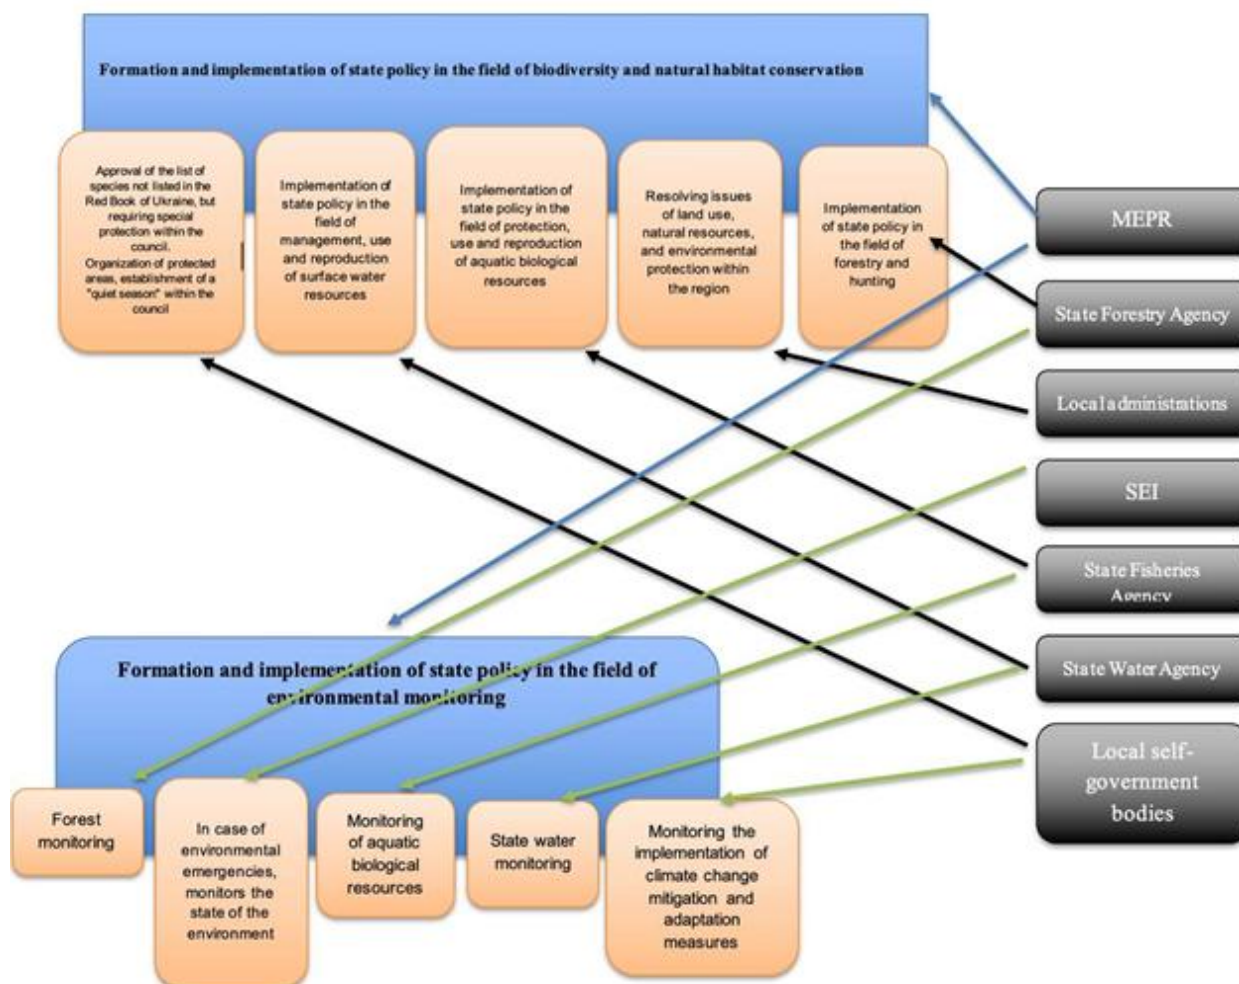 Formation and implementation of state policy in the field of biodiversity and natural habitat conservation
Approval of the list of
species not listed in the
Red Book of Ukraine, but
requiring special
protection within the
council.
Organization of protected
areas, establishment of a
"quiet season" within the
council
Implementation of
state policy in the
field of
management, use
and reproduction
of surface water
resources
Implementation of
state policy in the
field of protection,
use and reproduction
of aquatic biological
resources
Resolving issues
of land use,
natural resources,
and environmental
protection within
the region
Implementation
of state policy in
the field of
forestry and
hunting
MEPR
State Forestry Agency
Local administrations
SEI
State Fisheries
Agency
State Water Agency
Local self-
government
bodies
Formation and implementation of state policy in the field of
environmental monitoring
Forest
monitoring
In case of
environmental
emergencies,
monitors the
state of the
environment
Monitoring
of aquatic
biological
resources
State water
monitoring
Monitoring the
implementation of
climate change
mitigation and
adaptation
measures